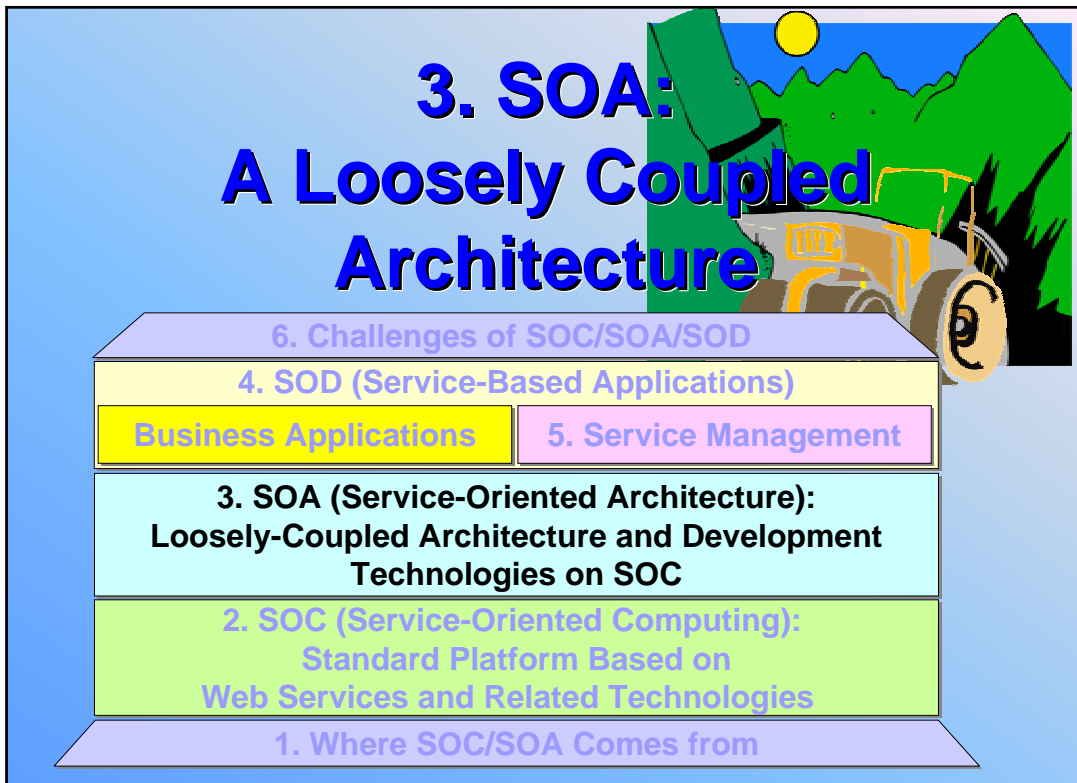 3. SOA:
A Loosely Coupled
Architecture
6. Challenges of SOC/SOA/SOD
4. SOD (Service-Based Applications)
Business Applications
5. Service Management
3. SOA (Service-Oriented Architecture):
Loosely-Coupled Architecture and Development
Technologies on SOC
2. SOC (Service-Oriented Computing):
Standard Platform Based on
Web Services and Related Technologies
1. Where SOC/SOA Comes from